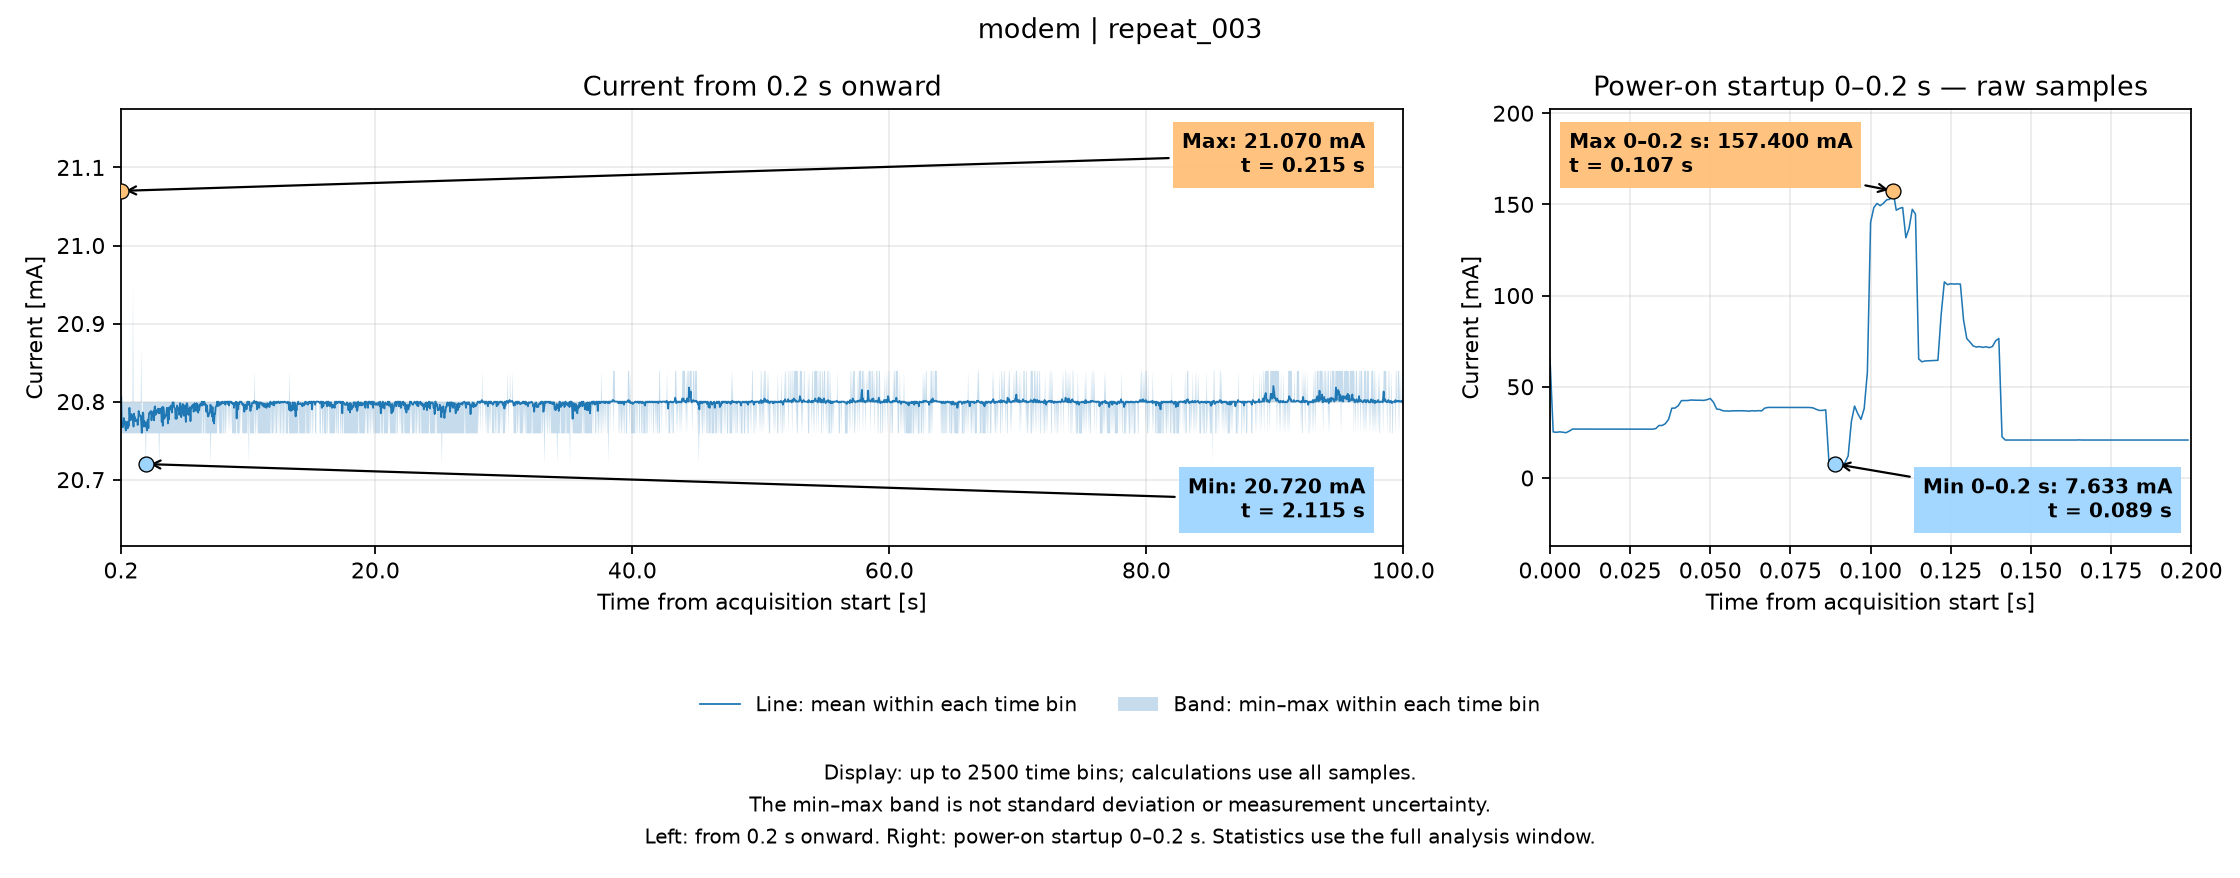 modem | repeat_003
Current from 0.2 s onward
Current [mA]
21.1
21.0
20.9
20.8
20.7
Max: 21.070 mA
t = 0.215 s
Min: 20.720 mA
t = 2.115 s
0.2 20.0 40.0 60.0 80.0 100.0
Time from acquisition start [s]
Power-on startup 0–0.2 s — raw samples
Current [mA]
200
150
100
50
0
Max 0–0.2 s: 157.400 mA
t = 0.107 s
Min 0–0.2 s: 7.633 mA
t = 0.089 s
0.000 0.025 0.050 0.075 0.100 0.125 0.150 0.175 0.200
Time from acquisition start [s]
Line: mean within each time bin
Band: min–max within each time bin
Display: up to 2500 time bins; calculations use all samples.
The min–max band is not standard deviation or measurement uncertainty.
Left: from 0.2 s onward. Right: power-on startup 0–0.2 s. Statistics use the full analysis window.